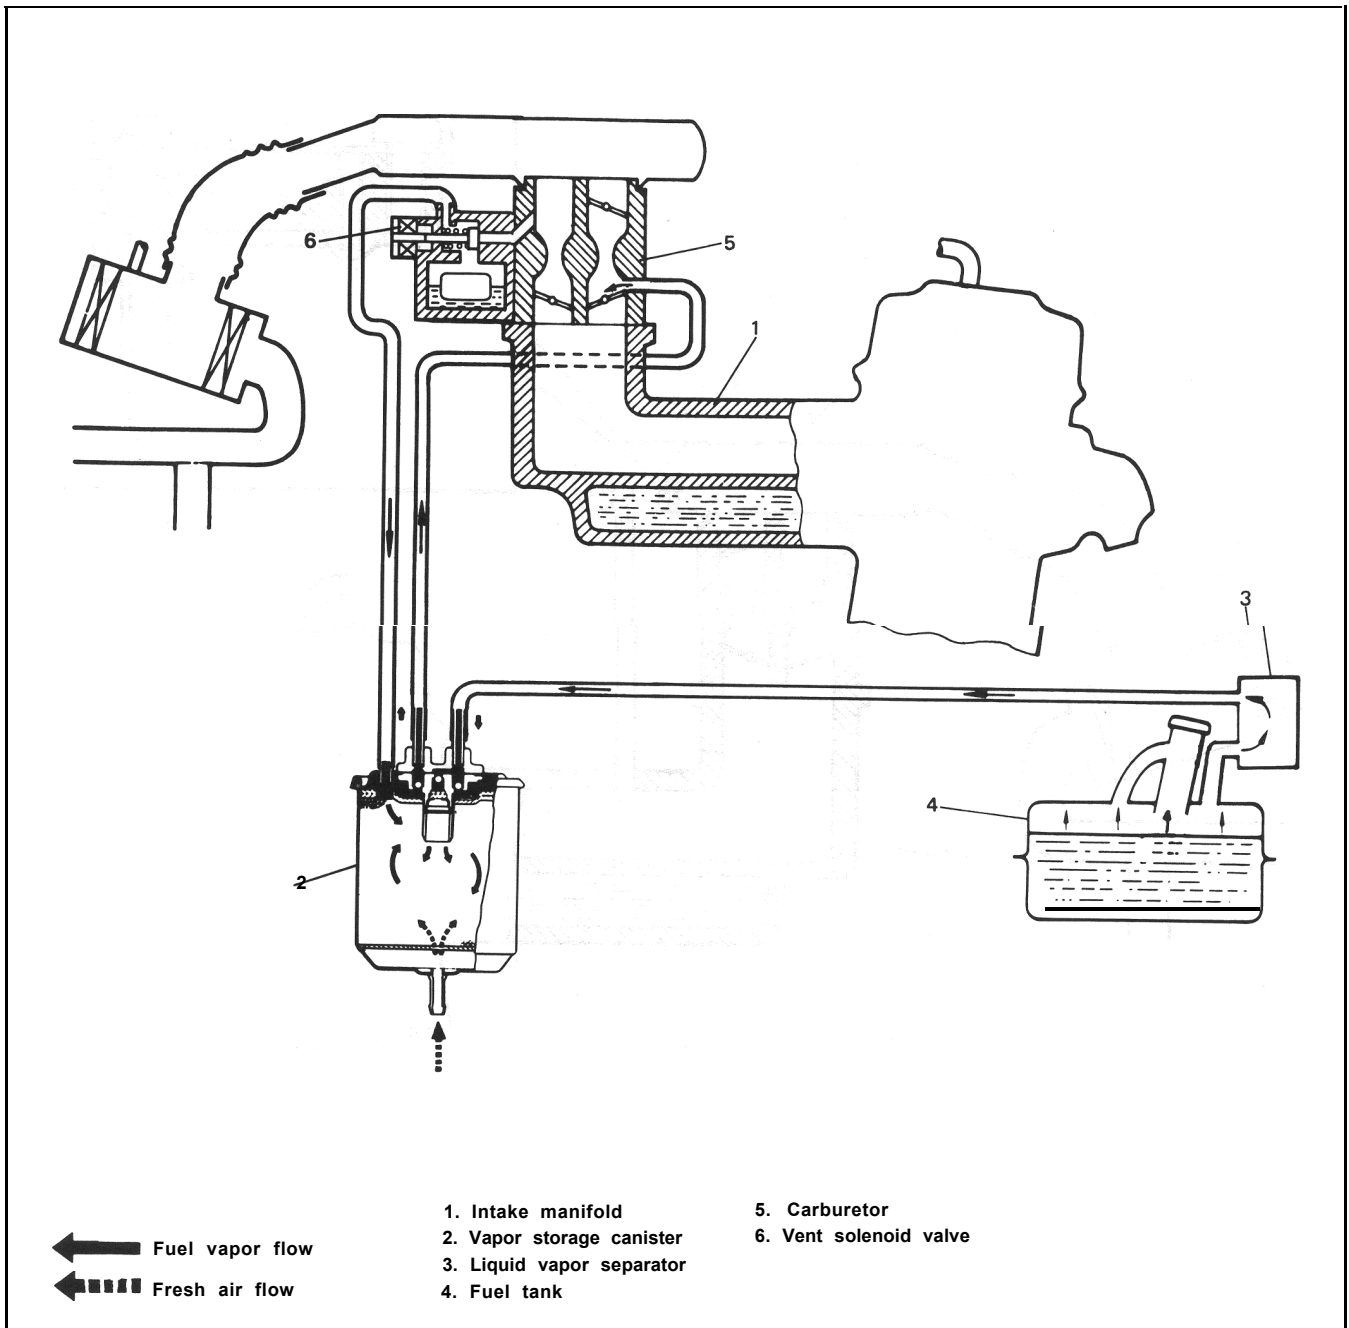 6
5
1
3
4
2
1. Intake manifold
2. Vapor storage canister
3. Liquid vapor separator
4. Fuel tank
5. Carburetor
6. Vent solenoid valve
Fuel vapor flow
Fresh air flow